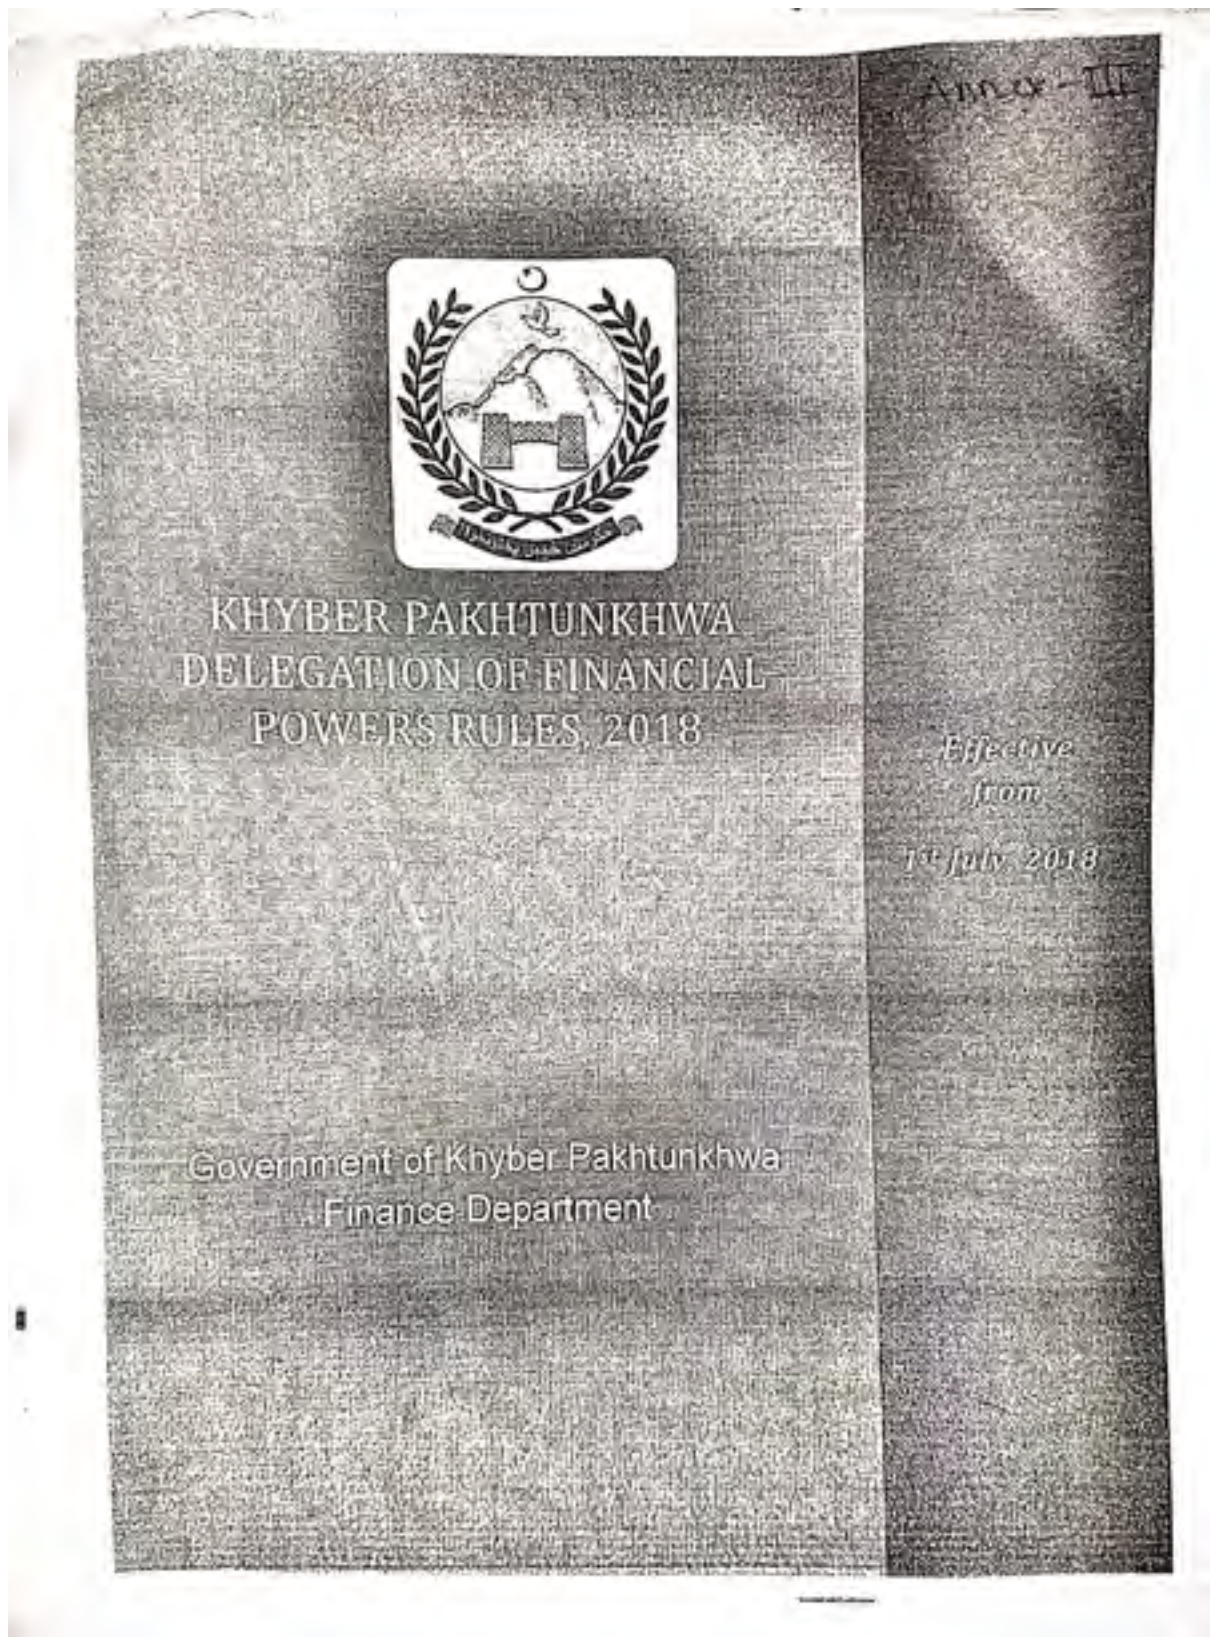 Annex-III
KHYBER PAKHTUNKHWA
DELEGATION OF FINANCIAL
POWERS RULES, 2018
Effective
from
1st July, 2018
Government of Khyber Pakhtunkhwa
Finance Department